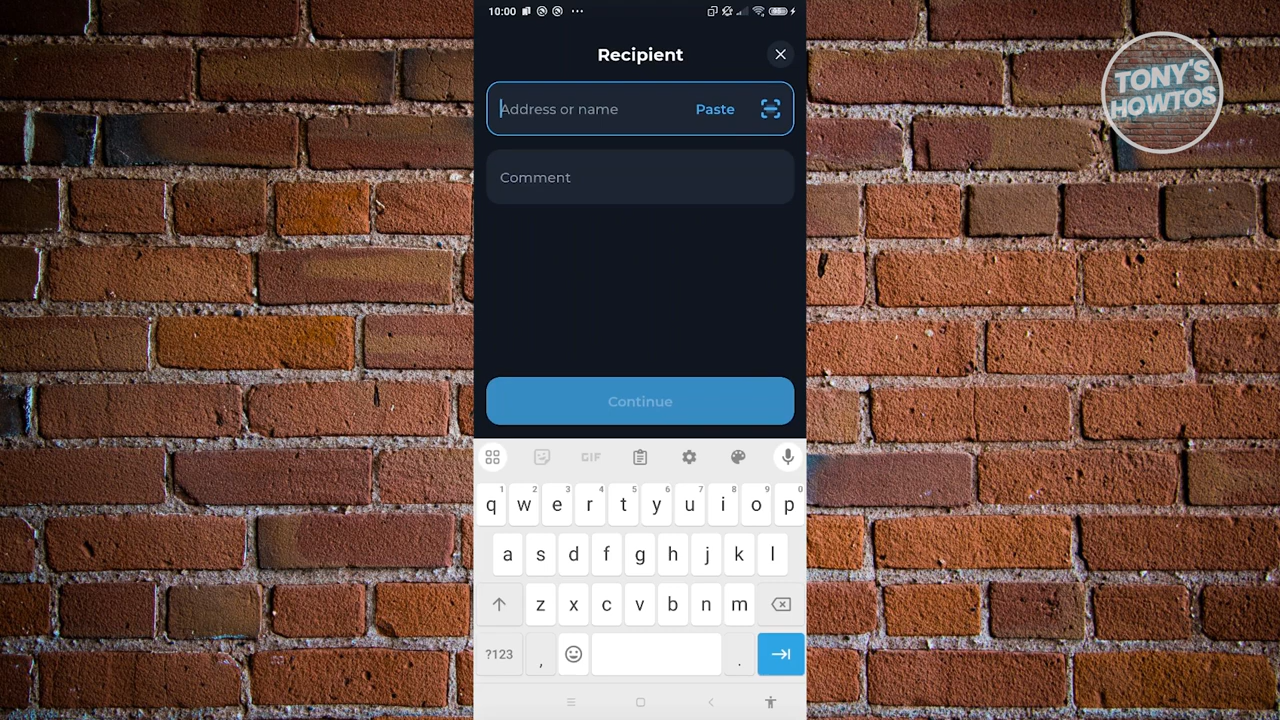 10:00
Recipient
Address or name
Paste
Comment
Continue
GIF
1 2 3 4 5 6 7 8 9 0
q w e r t y u i o p
a s d f g h j k l
z x c v b n m
?123 , .
TONY'S
HOWTOS